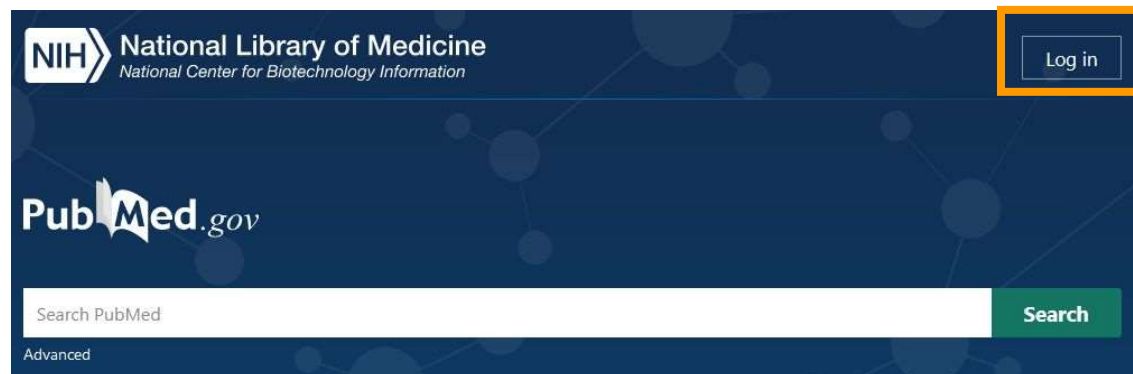 NIH
National Library of Medicine
National Center for Biotechnology Information
Log in
PubMed.gov
Search PubMed
Search
Advanced